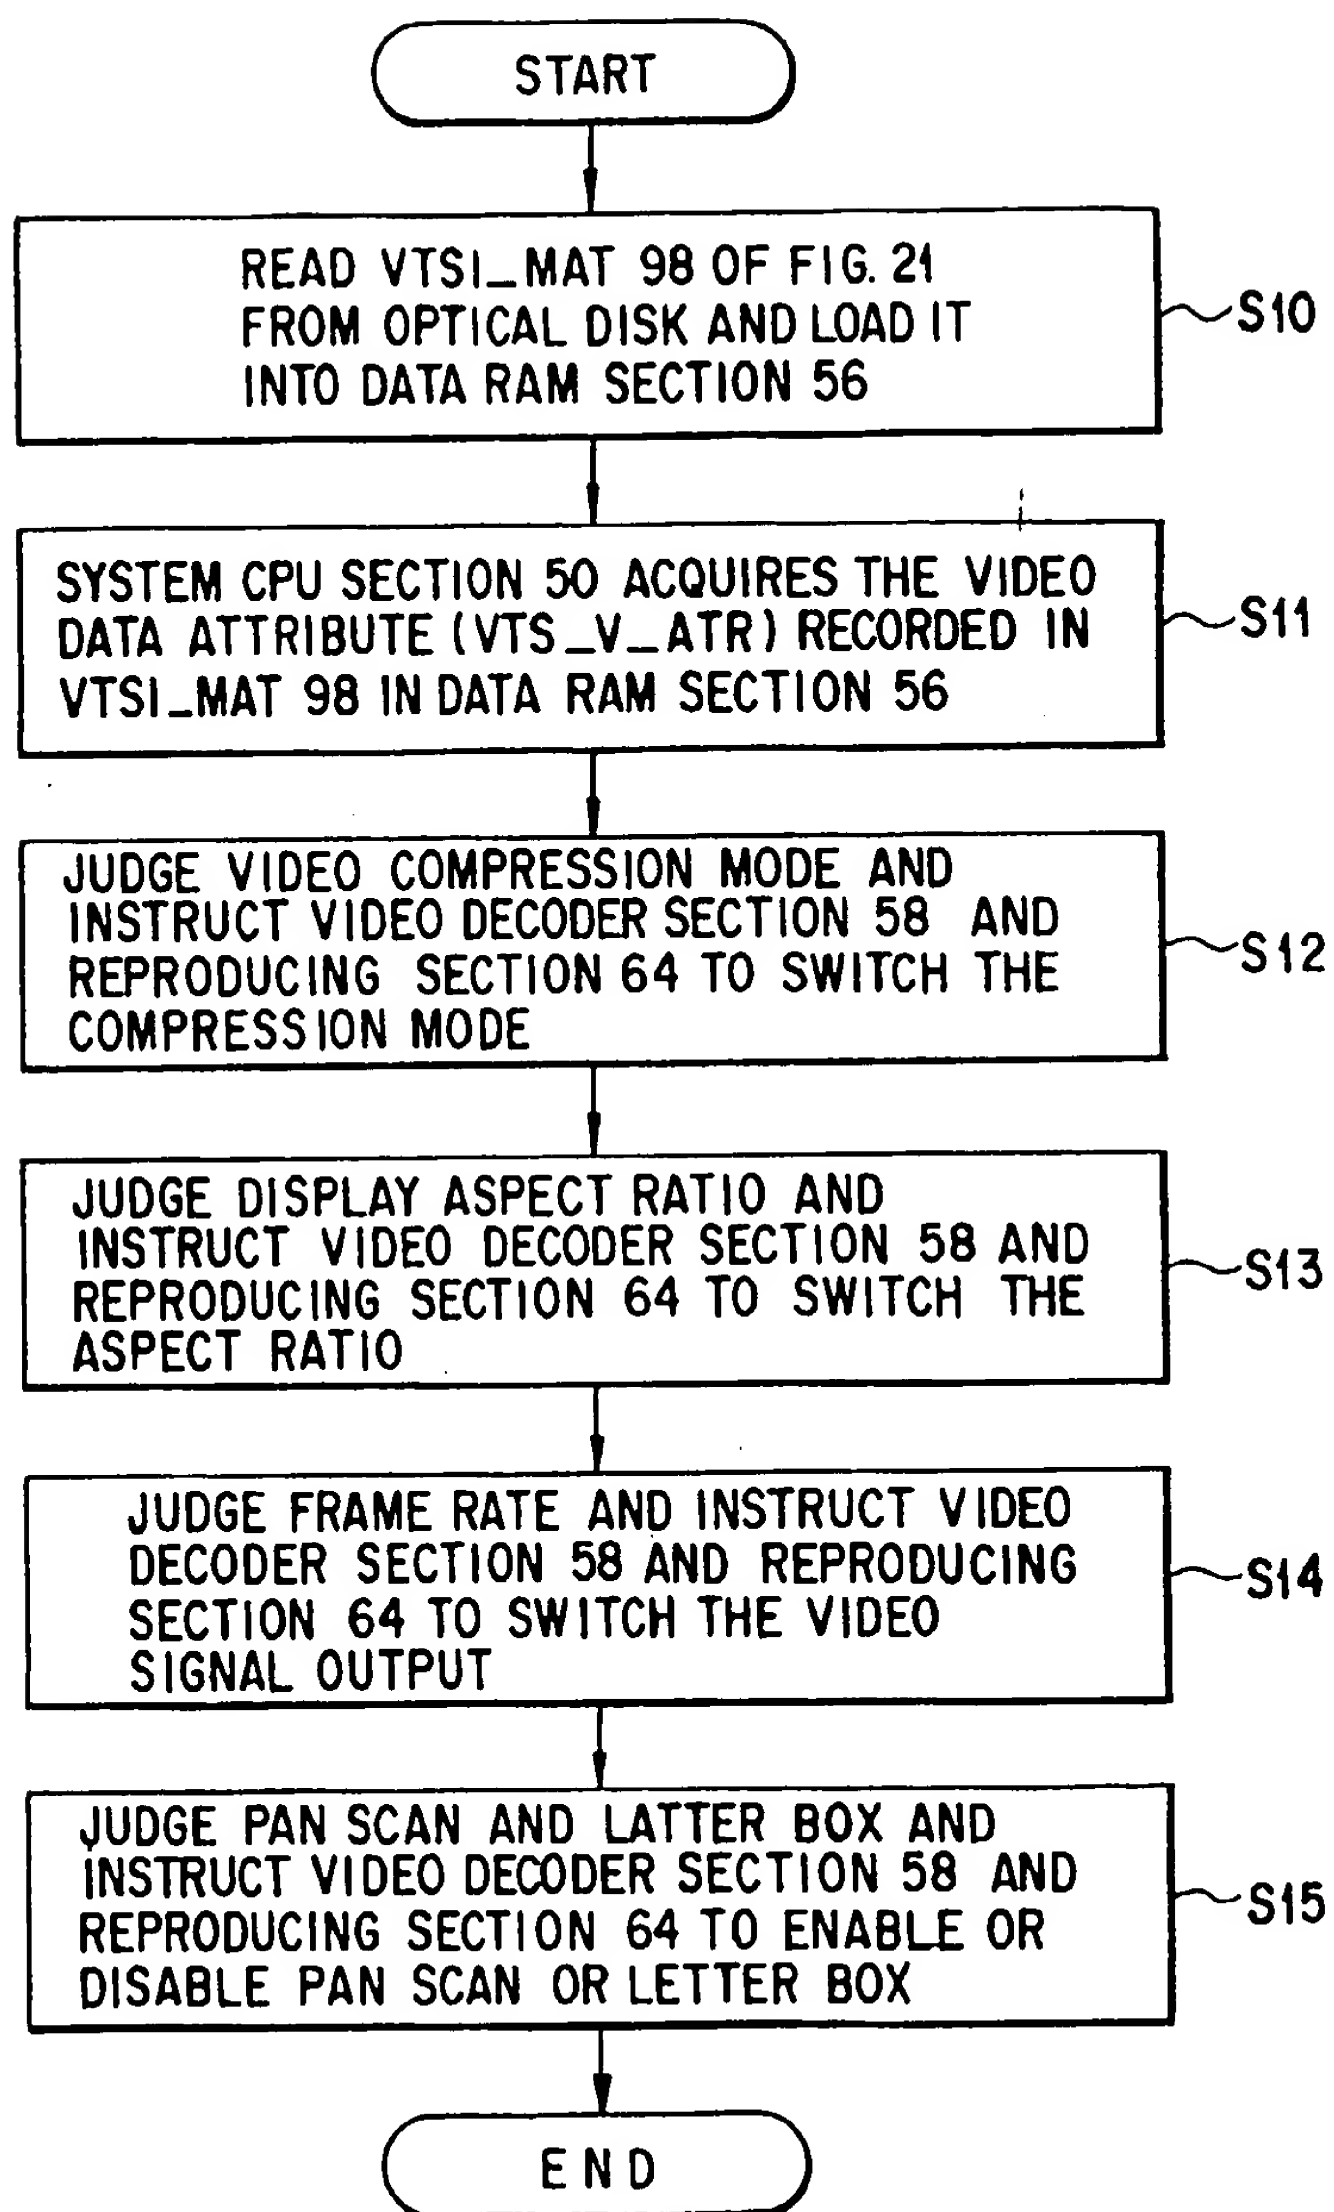 START
READ VTSI_MAT 98 OF FIG. 21
FROM OPTICAL DISK AND LOAD IT
INTO DATA RAM SECTION 56
S10
SYSTEM CPU SECTION 50 ACQUIRES THE VIDEO
DATA ATTRIBUTE (VTS_V_ATR) RECORDED IN
VTSI_MAT 98 IN DATA RAM SECTION 56
S11
JUDGE VIDEO COMPRESSION MODE AND
INSTRUCT VIDEO DECODER SECTION 58 AND
REPRODUCING SECTION 64 TO SWITCH THE
COMPRESSION MODE
S12
JUDGE DISPLAY ASPECT RATIO AND
INSTRUCT VIDEO DECODER SECTION 58 AND
REPRODUCING SECTION 64 TO SWITCH THE
ASPECT RATIO
S13
JUDGE FRAME RATE AND INSTRUCT VIDEO
DECODER SECTION 58 AND REPRODUCING
SECTION 64 TO SWITCH THE VIDEO
SIGNAL OUTPUT
S14
JUDGE PAN SCAN AND LATTER BOX AND
INSTRUCT VIDEO DECODER SECTION 58 AND
REPRODUCING SECTION 64 TO ENABLE OR
DISABLE PAN SCAN OR LETTER BOX
S15
END